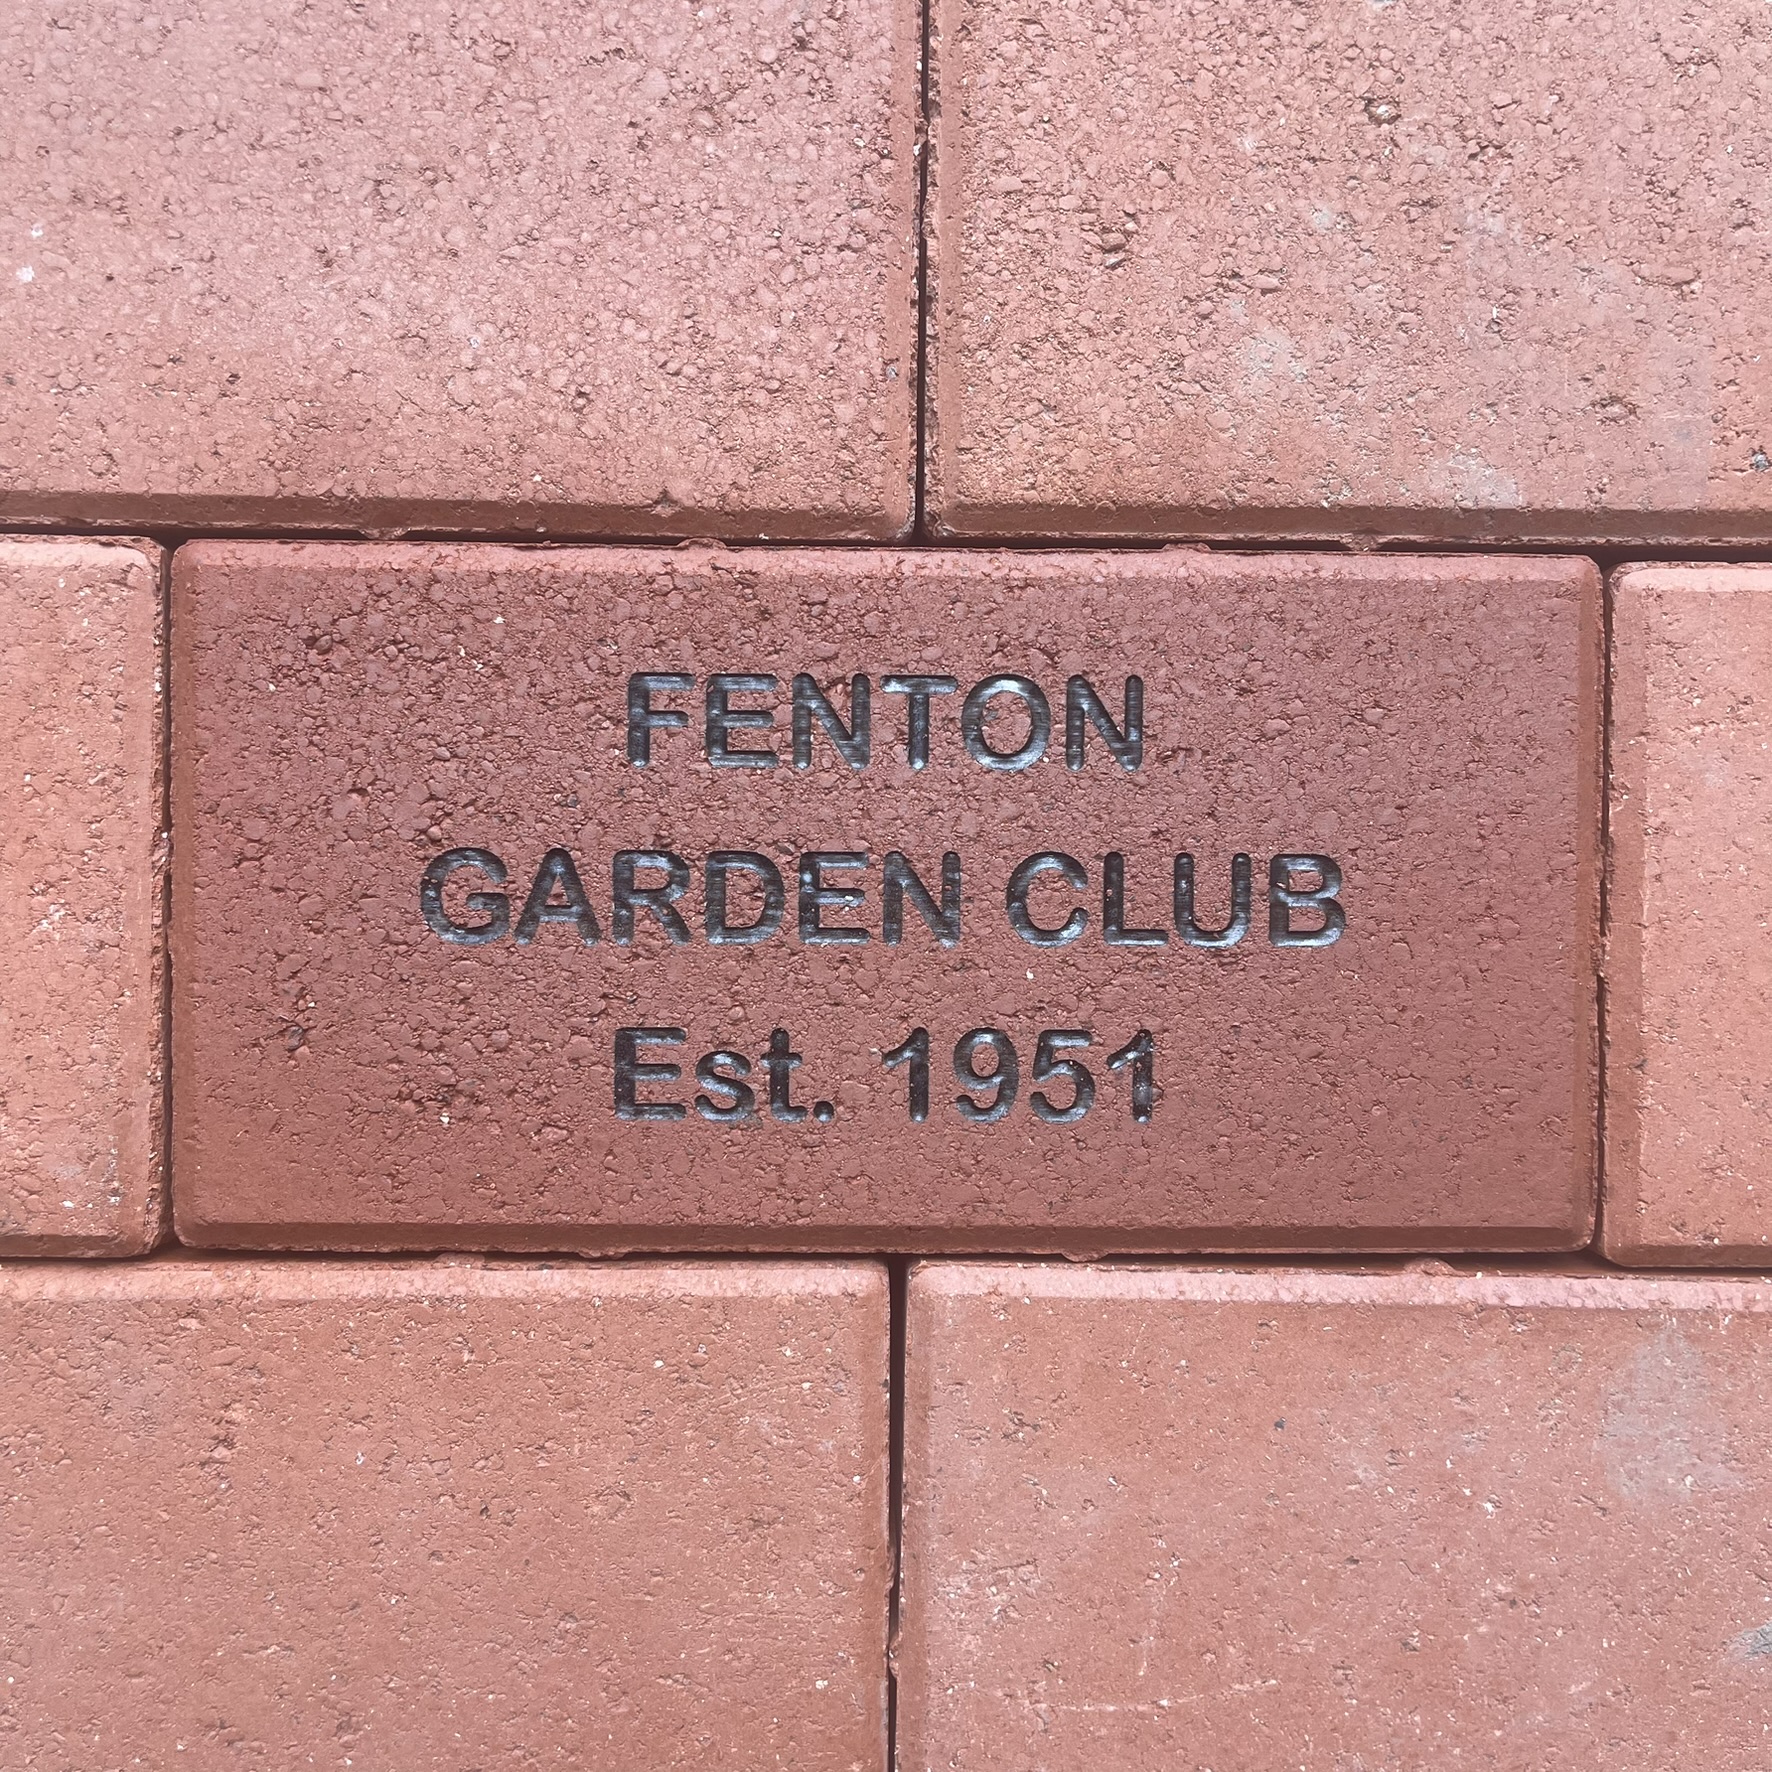 FENTON
GARDEN CLUB
Est. 1951